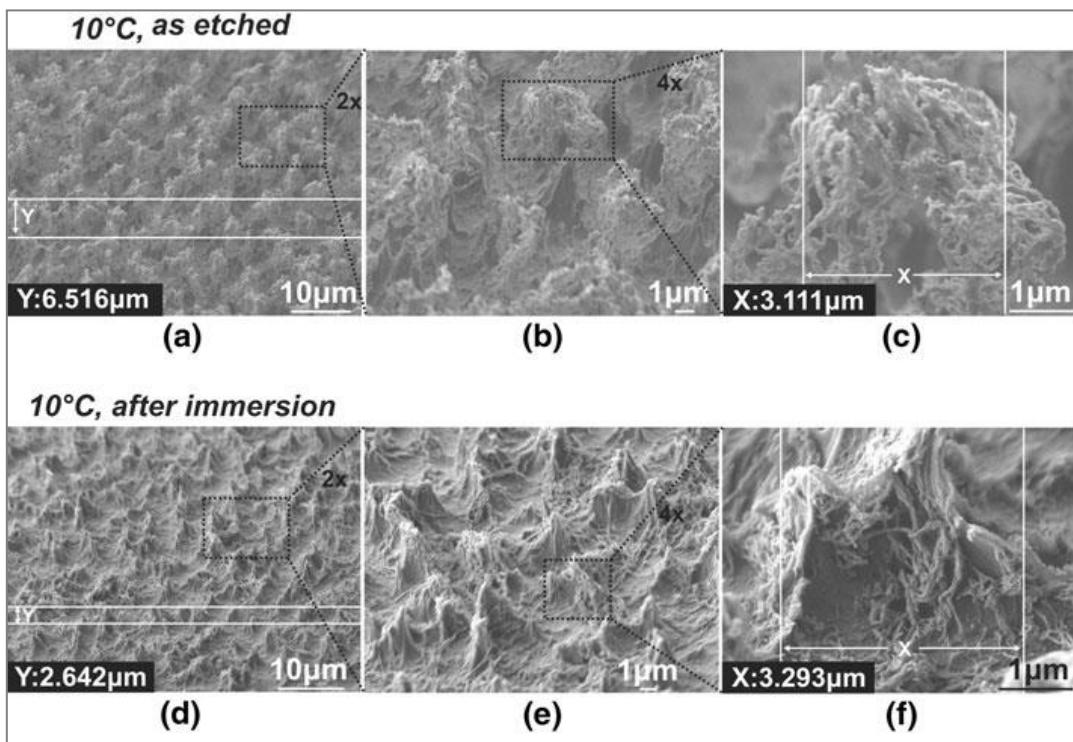 10°C, as etched
2x
Y
Y:6.516µm
10µm
(a)
4x
1µm
(b)
X
X:3.111µm
1µm
(c)
10°C, after immersion
2x
Y
Y:2.642µm
10µm
(d)
4x
1µm
(e)
X
X:3.293µm
1µm
(f)